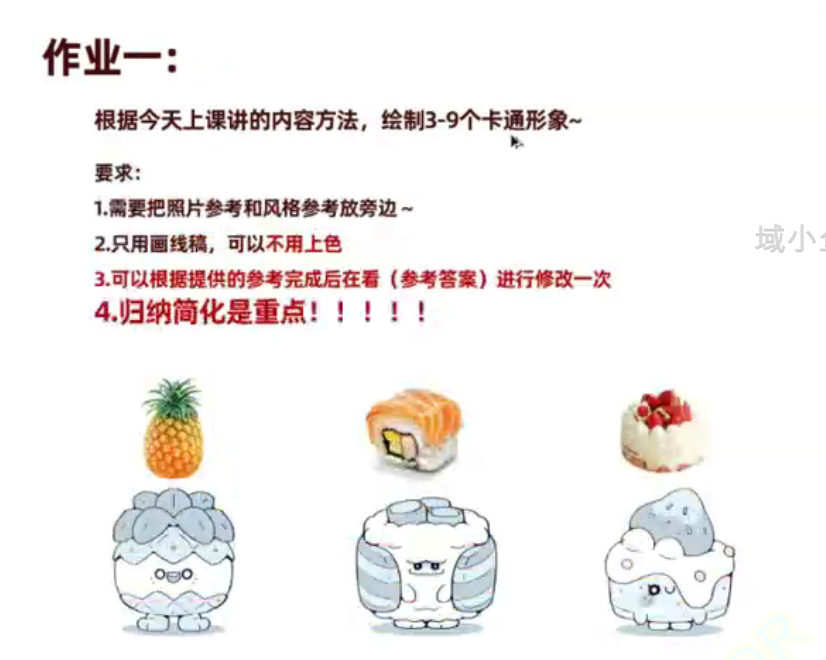 作业一：
根据今天上课讲的内容方法，绘制3-9个卡通形象~
要求：
1.需要把照片参考和风格参考放旁边~
2.只用画线稿，可以不用上色
3.可以根据提供的参考完成后在看（参考答案）进行修改一次
4.归纳简化是重点！！！！！
域小